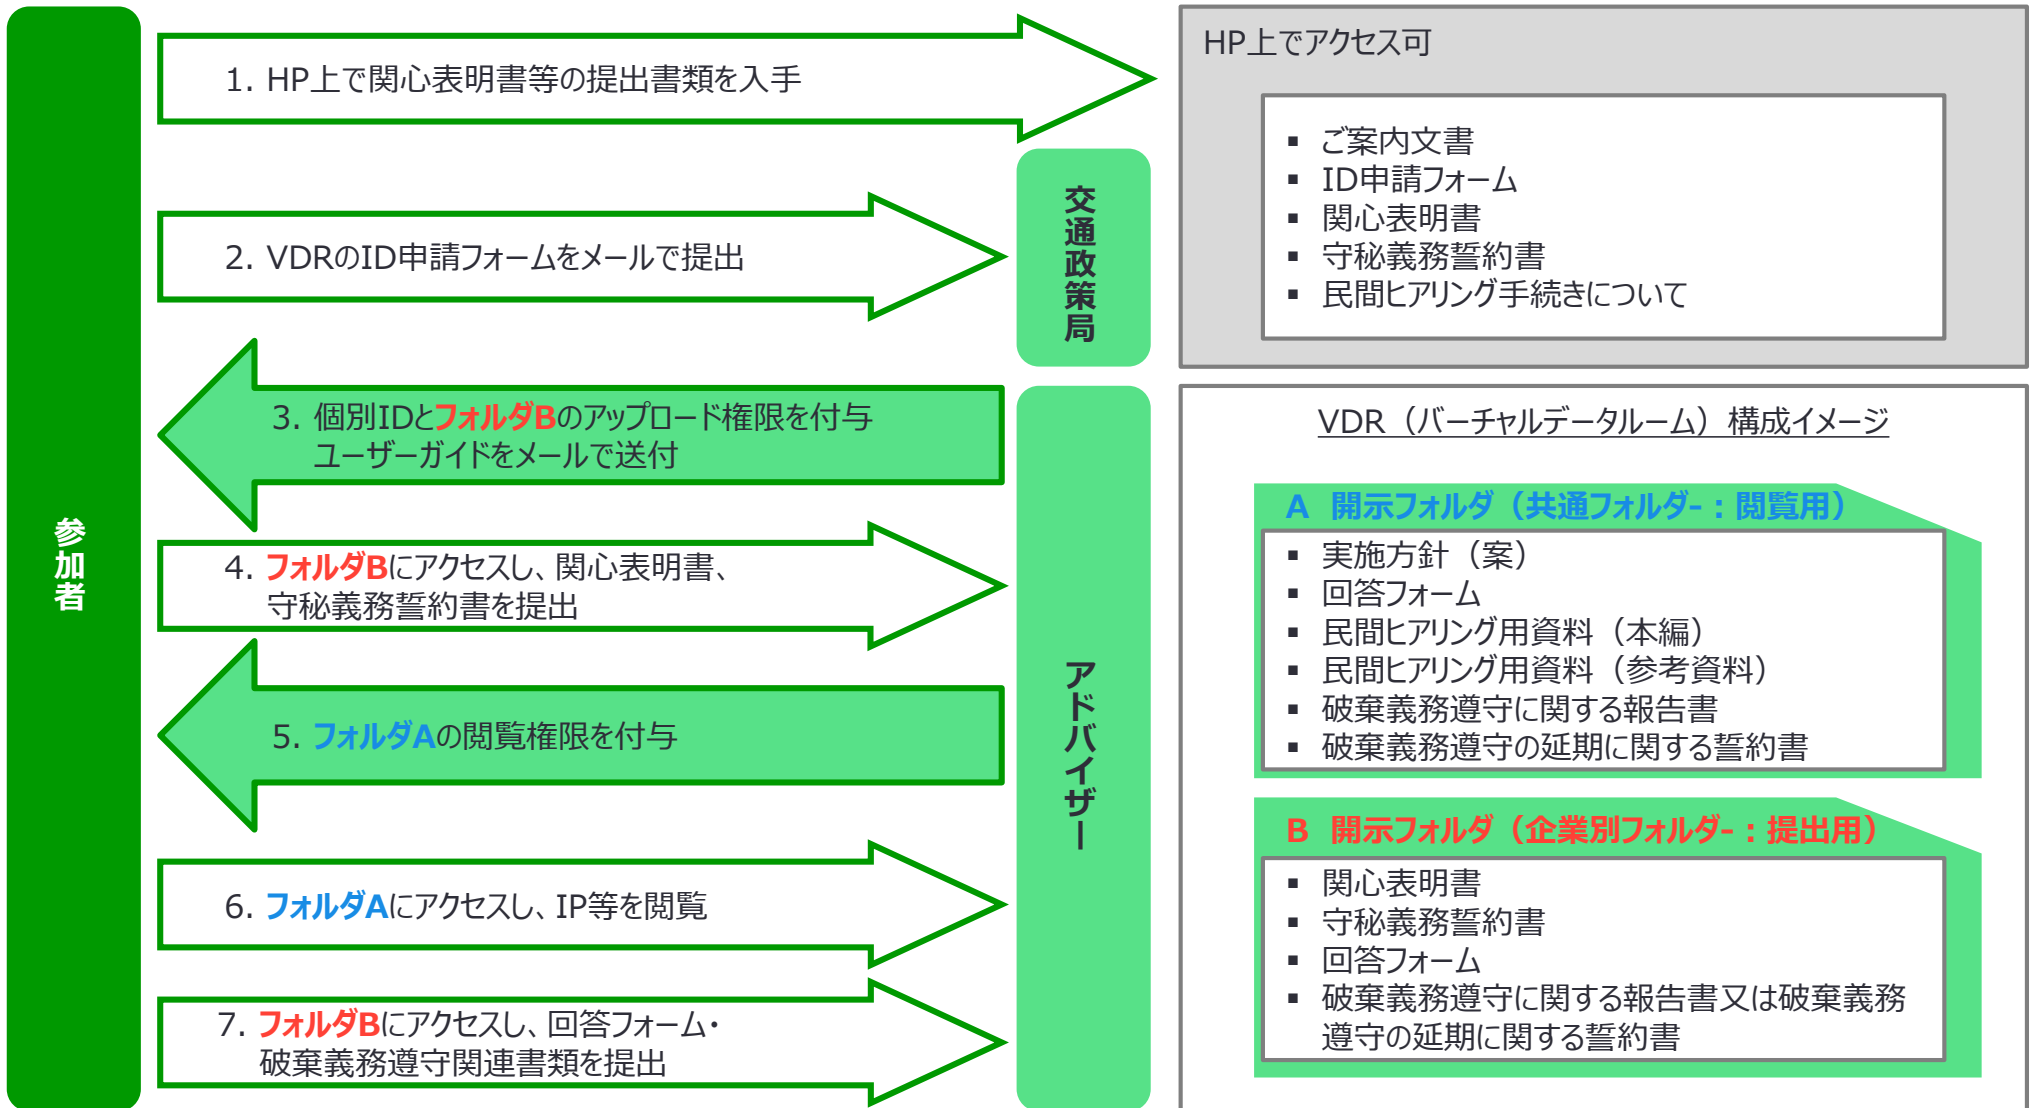 参加者
1. HP上で関心表明書等の提出書類を入手
2. VDRのID申請フォームをメールで提出
3. 個別IDとフォルダBのアップロード権限を付与
ユーザーガイドをメールで送付
4. フォルダBにアクセスし、関心表明書、
守秘義務誓約書を提出
5. フォルダAの閲覧権限を付与
6. フォルダAにアクセスし、IP等を閲覧
7. フォルダBにアクセスし、回答フォーム・
破棄義務遵守関連書類を提出
交通政策局
アドバイザー
HP上でアクセス可
▪ ご案内文書
▪ ID申請フォーム
▪ 関心表明書
▪ 守秘義務誓約書
▪ 民間ヒアリング手続きについて
VDR（バーチャルデータルーム）構成イメージ
A 開示フォルダ（共通フォルダ-：閲覧用）
▪ 実施方針（案）
▪ 回答フォーム
▪ 民間ヒアリング用資料（本編）
▪ 民間ヒアリング用資料（参考資料）
▪ 破棄義務遵守に関する報告書
▪ 破棄義務遵守の延期に関する誓約書
B 開示フォルダ（企業別フォルダ-：提出用）
▪ 関心表明書
▪ 守秘義務誓約書
▪ 回答フォーム
▪ 破棄義務遵守に関する報告書又は破棄義務
遵守の延期に関する誓約書